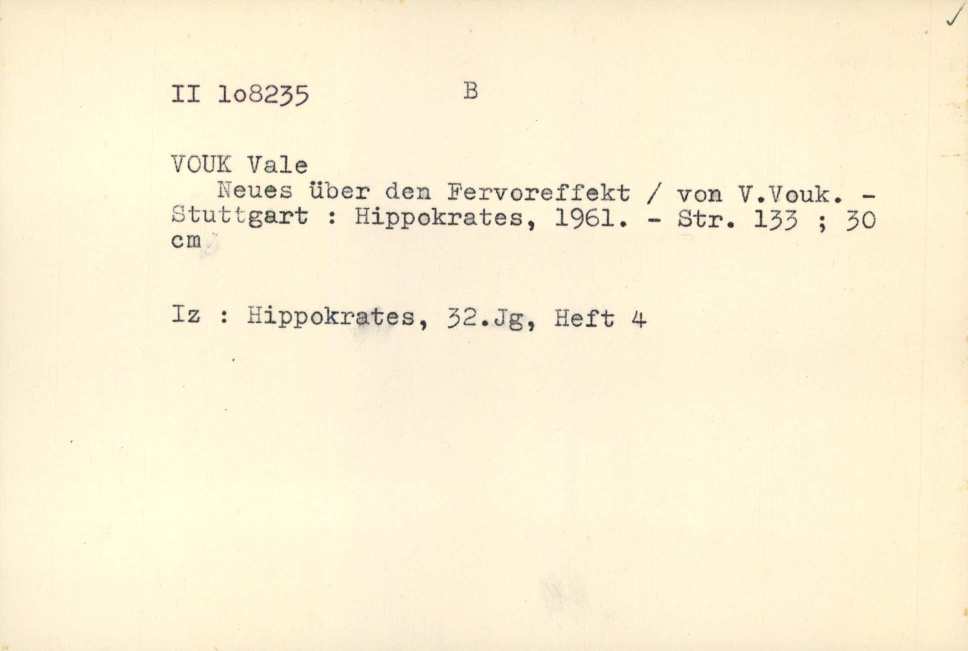 II lo8235 B
VOUK Vale
Neues über den Fervoreffekt / von V.Vouk. -
Stuttgart : Hippokrates, 1961. - Str. 133 ; 30
cm
Iz : Hippokrates, 32.Jg, Heft 4